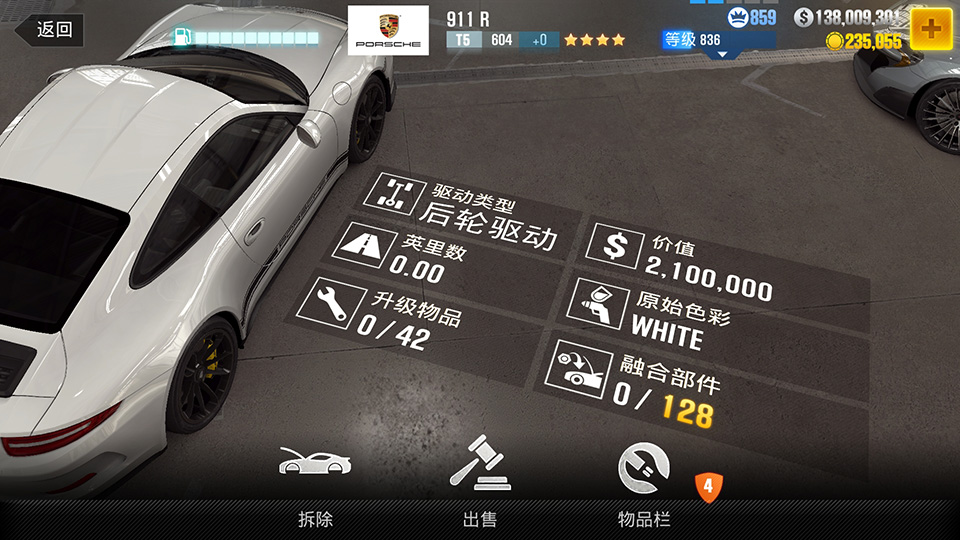 返回
PORSCHE
911 R
T5 604 +0
859
138,009,301
等级 836
235,055
驱动类型
后轮驱动
英里数
0.00
升级物品
0/42
价值
2,100,000
原始色彩
WHITE
融合部件
0/128
4
拆除
出售
物品栏